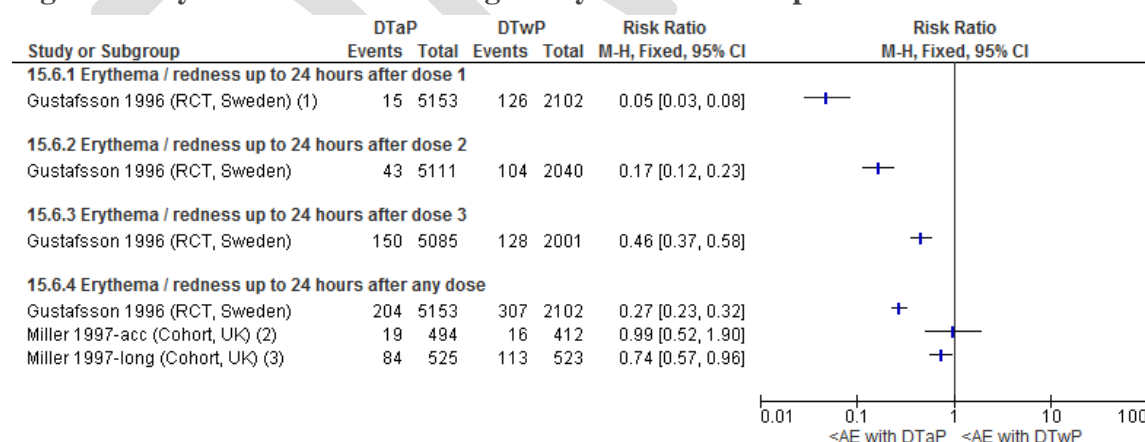 DTaP DTwP Risk Ratio Risk Ratio
Study or Subgroup Events Total Events Total M-H, Fixed, 95% CI M-H, Fixed, 95% CI
15.6.1 Erythema / redness up to 24 hours after dose 1
Gustafsson 1996 (RCT, Sweden) (1) 15 5153 126 2102 0.05 [0.03, 0.08]
15.6.2 Erythema / redness up to 24 hours after dose 2
Gustafsson 1996 (RCT, Sweden) 43 5111 104 2040 0.17 [0.12, 0.23]
15.6.3 Erythema / redness up to 24 hours after dose 3
Gustafsson 1996 (RCT, Sweden) 150 5085 128 2001 0.46 [0.37, 0.58]
15.6.4 Erythema / redness up to 24 hours after any dose
Gustafsson 1996 (RCT, Sweden) 204 5153 307 2102 0.27 [0.23, 0.32]
Miller 1997-acc (Cohort, UK) (2) 19 494 16 412 0.99 [0.52, 1.90]
Miller 1997-long (Cohort, UK) (3) 84 525 113 523 0.74 [0.57, 0.96]
0.01 0.1 1 10 100
<AE with DTaP <AE with DTwP